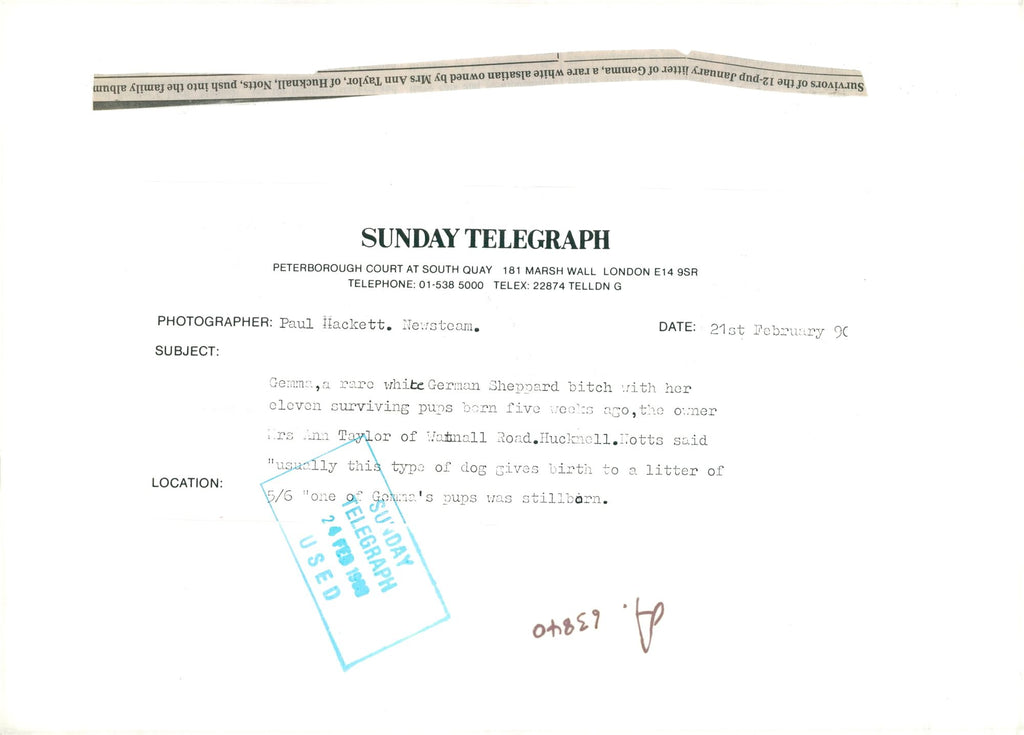 Survivors of the 12-pup January litter of Gemma, a rare white alsatian owned by Mrs Ann Taylor, of Hucknall, Notts, push into the family album
SUNDAY TELEGRAPH
PETERBOROUGH COURT AT SOUTH QUAY 181 MARSH WALL LONDON E14 9SR
TELEPHONE: 01-538 5000 TELEX: 22874 TELLDN G
PHOTOGRAPHER: Paul Hackett. Newsteam.
DATE: 21st February
SUBJECT:
Gemma,a rare white German Sheppard bitch with her
eleven surviving pups born five weeks ago,the owner
Mrs Ann Taylor of Watnall Road.Hucknell.Notts said
"usually this type of dog gives birth to a litter of
LOCATION:
5/6 "one of Gemma's pups was stillborn.
SUNDAY
TELEGRAPH
24 FEB
USED